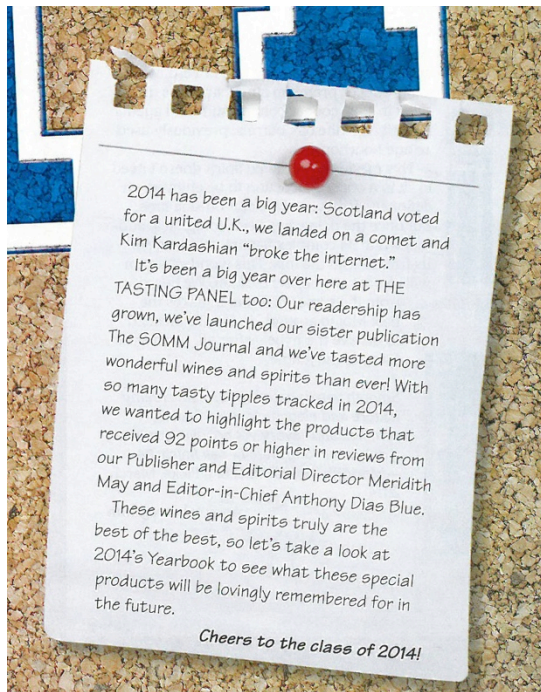 2014 has been a big year: Scotland voted
for a united U.K., we landed on a comet and
Kim Kardashian "broke the internet."
It's been a big year over here at THE
TASTING PANEL too: Our readership has
grown, we've launched our sister publication
The SOMM Journal and we've tasted more
wonderful wines and spirits than ever! With
so many tasty tipples tracked in 2014,
we wanted to highlight the products that
received 92 points or higher in reviews from
our Publisher and Editorial Director Meridith
May and Editor-in-Chief Anthony Dias Blue.
These wines and spirits truly are the
best of the best, so let's take a look at
2014's Yearbook to see what these special
products will be lovingly remembered for in
the future.
Cheers to the class of 2014!